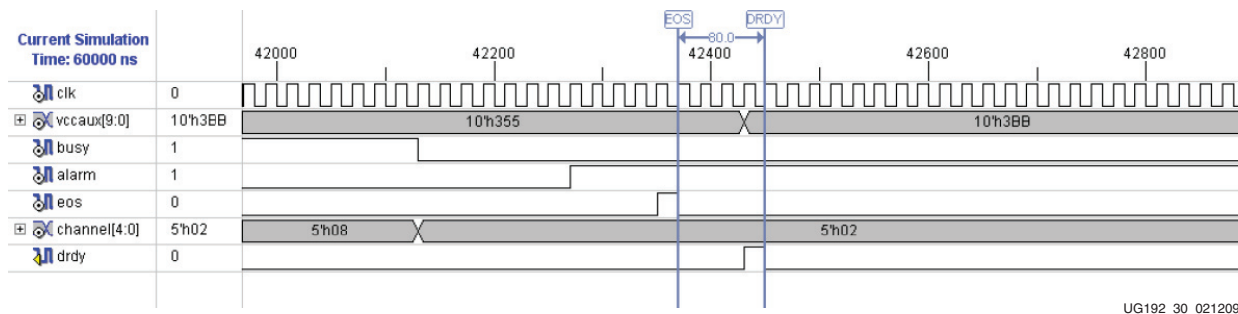 EOS DRDY
Current Simulation
Time: 60000 ns
80.0
42000 42200 42400 42600 42800
clk 0
vccaux[9:0] 10'h3BB 10'h355 10'h3BB
busy 1
alarm 1
eos 0
channel[4:0] 5'h02 5'h08 5'h02
drdy 0
UG192_30_021209